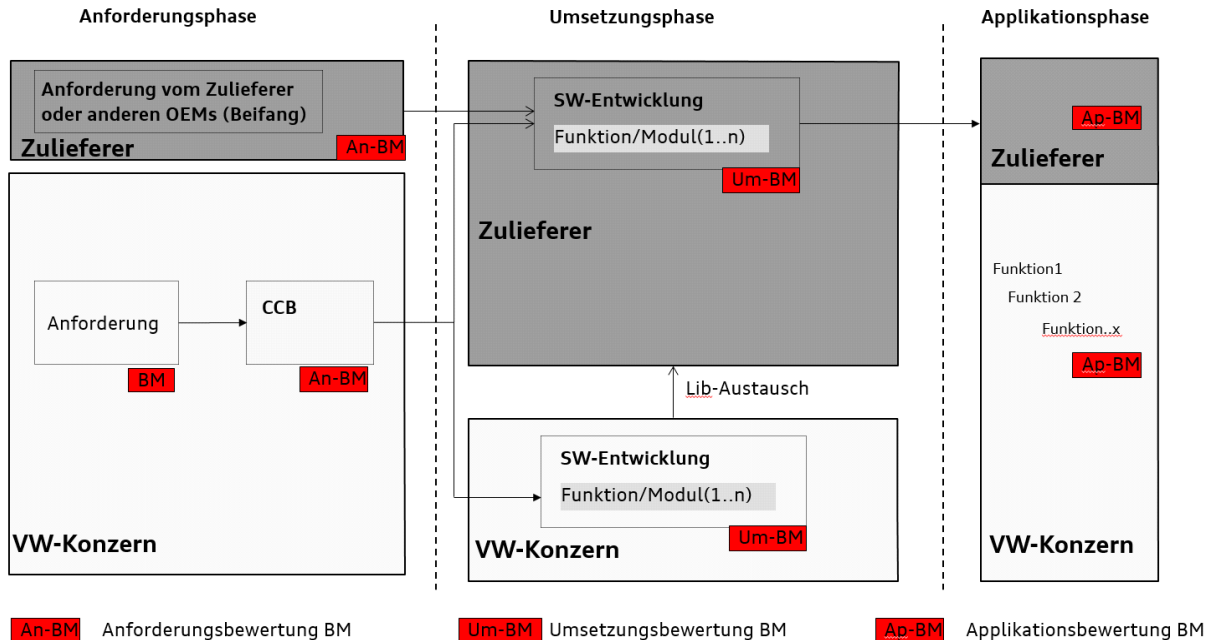 Anforderungsphase
Umsetzungsphase
Applikationsphase
Anforderung vom Zulieferer
oder anderen OEMs (Beifang)
Zulieferer
An-BM
Anforderung
BM
CCB
An-BM
VW-Konzern
SW-Entwicklung
Funktion/Modul(1..n)
Um-BM
Zulieferer
Lib-Austausch
SW-Entwicklung
Funktion/Modul(1..n)
Um-BM
VW-Konzern
Ap-BM
Zulieferer
Funktion1
Funktion 2
Funktion..x
Ap-BM
VW-Konzern
An-BM Anforderungsbewertung BM
Um-BM Umsetzungsbewertung BM
Ap-BM Applikationsbewertung BM